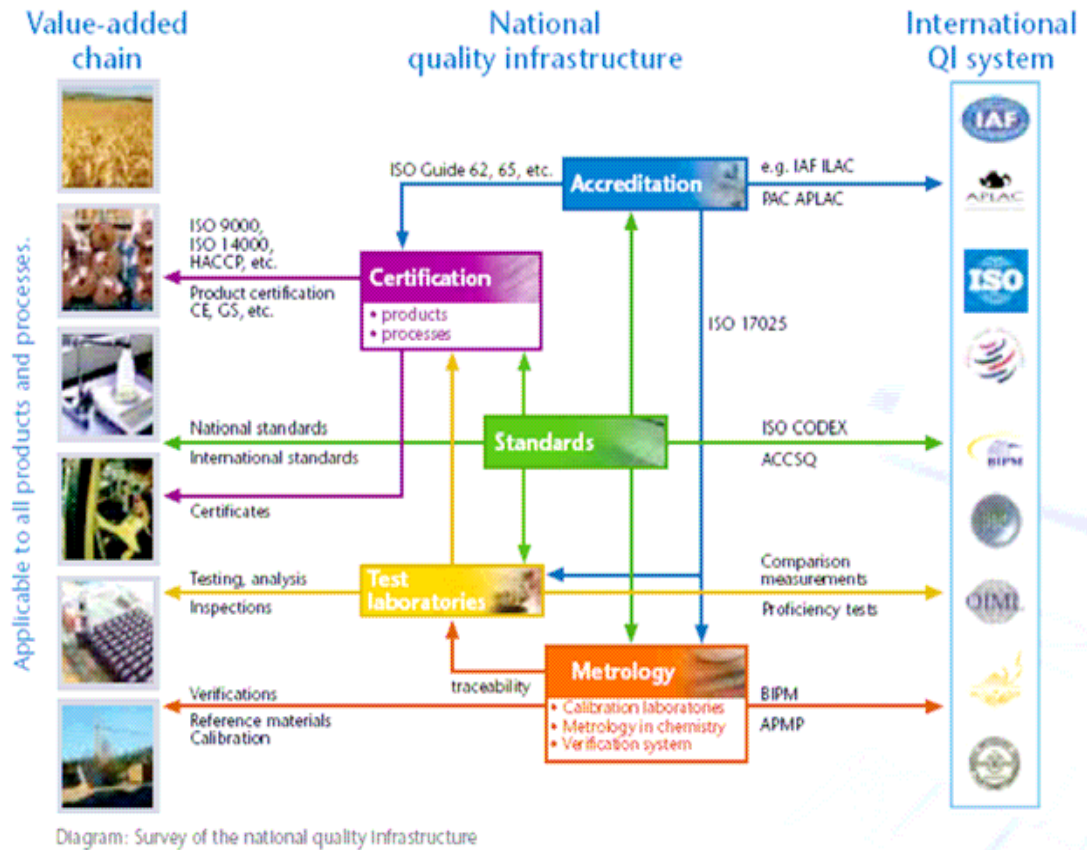 Value-added
chain
National
quality infrastructure
International
QI system
Applicable to all products and processes.
ISO Guide 62, 65, etc.
Accreditation
e.g. IAF ILAC
PAC APLAC
IAF
APLAC
ISO 9000,
ISO 14000,
HACCP, etc.
Product certification
CE, GS, etc.
Certification
• products
• processes
ISO 17025
ISO
National standards
International standards
Standards
ISO CODEX
ACCSQ
BIPM
Certificates
Testing, analysis
Inspections
Test
laboratories
Comparison
measurements
Proficiency tests
OIML
traceability
Metrology
• Calibration laboratories
• Metrology in chemistry
• Verification system
Verifications
Reference materials
Calibration
BIPM
APMP
Diagram: Survey of the national quality infrastructure